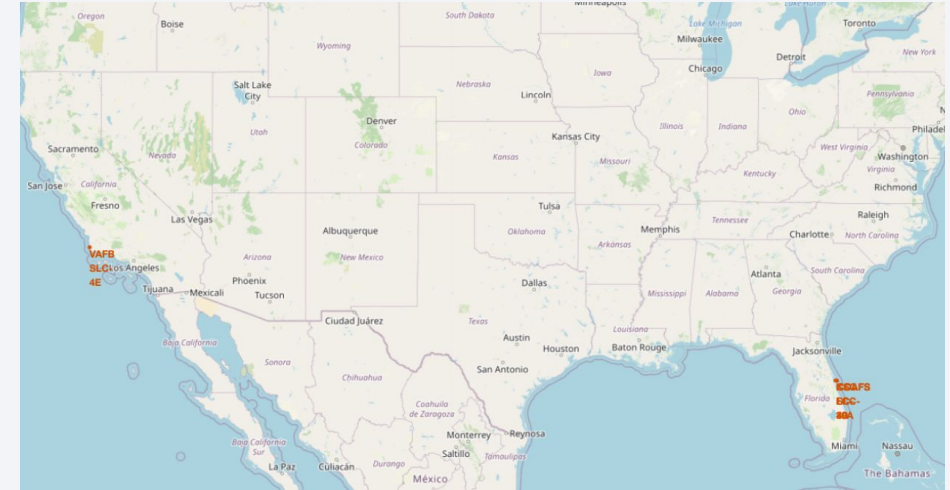 Minneapolis
Oregon
Boise
South Dakota
Lake Michigan
Lake Huron
Toronto
Milwaukee
Wyoming
Detroit
New York
Chicago
Iowa
Salt Lake
City
Nebraska
Lincoln
Pennsylvania
Ohio
Denver
Illinois
Indiana
Philadel
Utah
Colorado
Kansas City
Sacramento
Nevada
Kansas
Missouri
West Virginia
Washington
Virginia
San Jose
California
Kentucky
Richmond
Fresno
Las Vegas
Tulsa
Raleigh
Tennessee
Albuquerque
Oklahoma
Memphis
Charlotte
North Carolina
Arkansas
VAFB
SLC-
4E
Los Angeles
Arizona
New Mexico
Atlanta
South Carolina
Phoenix
Dallas
Tijuana
Mexicali
Tucson
Mississippi
Alabama
Georgia
Ciudad Juárez
Texas
Louisiana
Baja California
Austin
Houston
Baton Rouge
Jacksonville
Sonora
San Antonio
Chihuahua
Florida
Coahuila
de Zaragoza
Baja California
Sur
Monterrey
Reynosa
Miami
Nassau
Saltillo
Tamaulipas
La Paz
Culiacán
Durango
México
The Bahamas